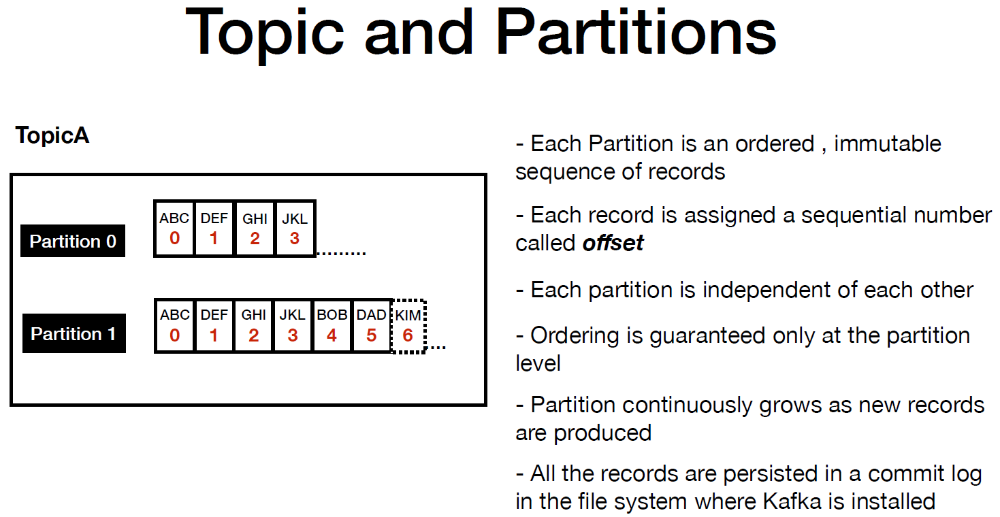 Topic and Partitions
TopicA
Partition 0
ABC DEF GHI JKL
0 1 2 3
.........
Partition 1
ABC DEF GHI JKL BOB DAD KIM
0 1 2 3 4 5 6
....
- Each Partition is an ordered , immutable
sequence of records
- Each record is assigned a sequential number
called offset
- Each partition is independent of each other
- Ordering is guaranteed only at the partition
level
- Partition continuously grows as new records
are produced
- All the records are persisted in a commit log
in the file system where Kafka is installed